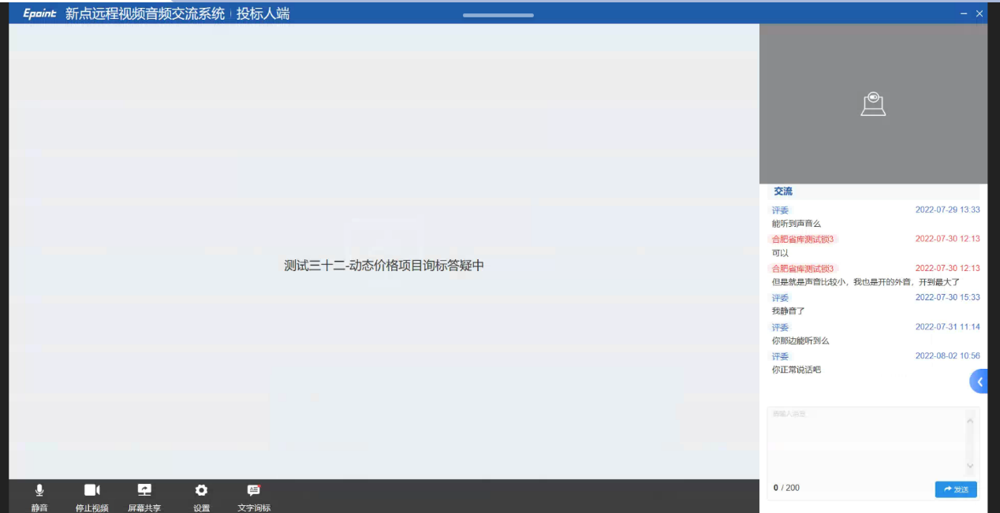 Epoint 新点远程视频音频交流系统 | 投标人端
测试三十二-动态价格项目询标答疑中
交流
评委 2022-07-29 13:33
能听到声音么
合肥省库测试锁3 2022-07-30 12:13
可以
合肥省库测试锁3 2022-07-30 12:13
但是就是声音比较小，我也是开的外音，开到最大了
评委 2022-07-30 15:33
我静音了
评委 2022-07-31 11:14
你那边能听到么
评委 2022-08-02 10:56
你正常说话吧
请输入消息
0 / 200
发送
静音 停止视频 屏幕共享 设置 文字询标